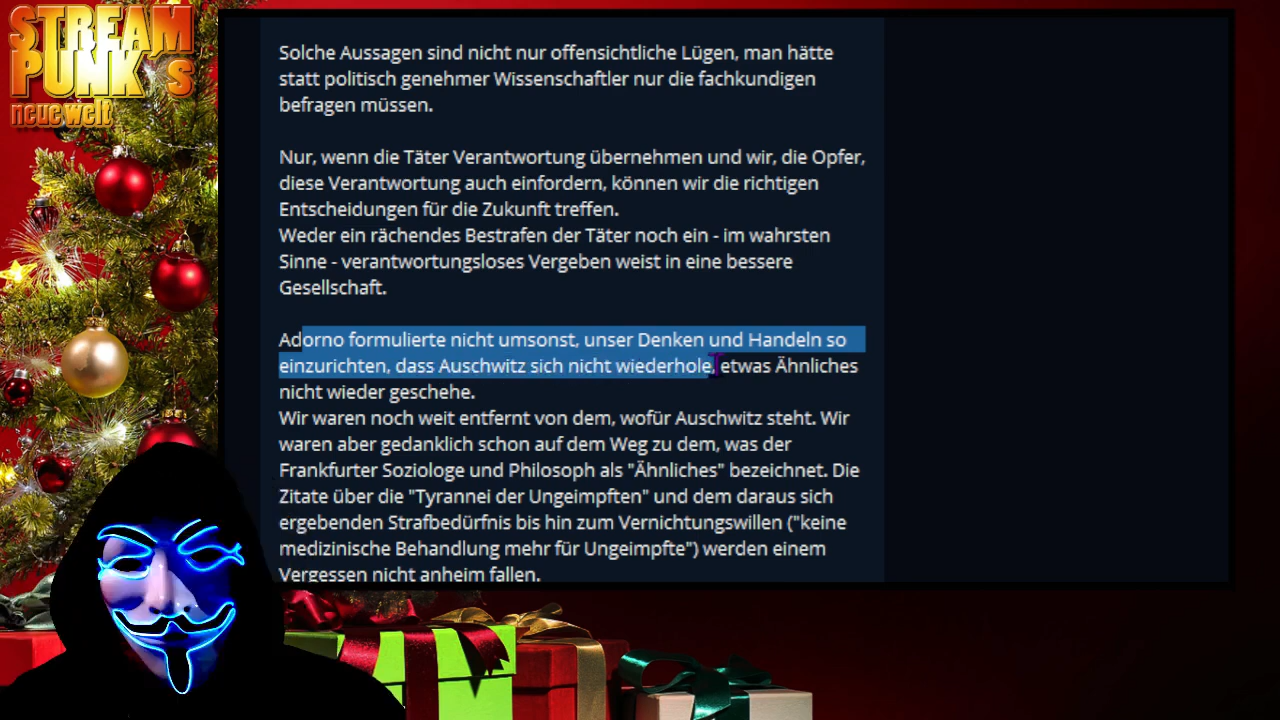 STREAM
PUNK´s
neue welt
Solche Aussagen sind nicht nur offensichtliche Lügen, man hätte
statt politisch genehmer Wissenschaftler nur die fachkundigen
befragen müssen.
Nur, wenn die Täter Verantwortung übernehmen und wir, die Opfer,
diese Verantwortung auch einfordern, können wir die richtigen
Entscheidungen für die Zukunft treffen.
Weder ein rächendes Bestrafen der Täter noch ein - im wahrsten
Sinne - verantwortungsloses Vergeben weist in eine bessere
Gesellschaft.
Adorno formulierte nicht umsonst, unser Denken und Handeln so
einzurichten, dass Auschwitz sich nicht wiederhole, etwas Ähnliches
nicht wieder geschehe.
Wir waren noch weit entfernt von dem, wofür Auschwitz steht. Wir
waren aber gedanklich schon auf dem Weg zu dem, was der
Frankfurter Soziologe und Philosoph als "Ähnliches" bezeichnet. Die
Zitate über die "Tyrannei der Ungeimpften" und dem daraus sich
ergebenden Strafbedürfnis bis hin zum Vernichtungswillen ("keine
medizinische Behandlung mehr für Ungeimpfte") werden einem
Vergessen nicht anheim fallen.